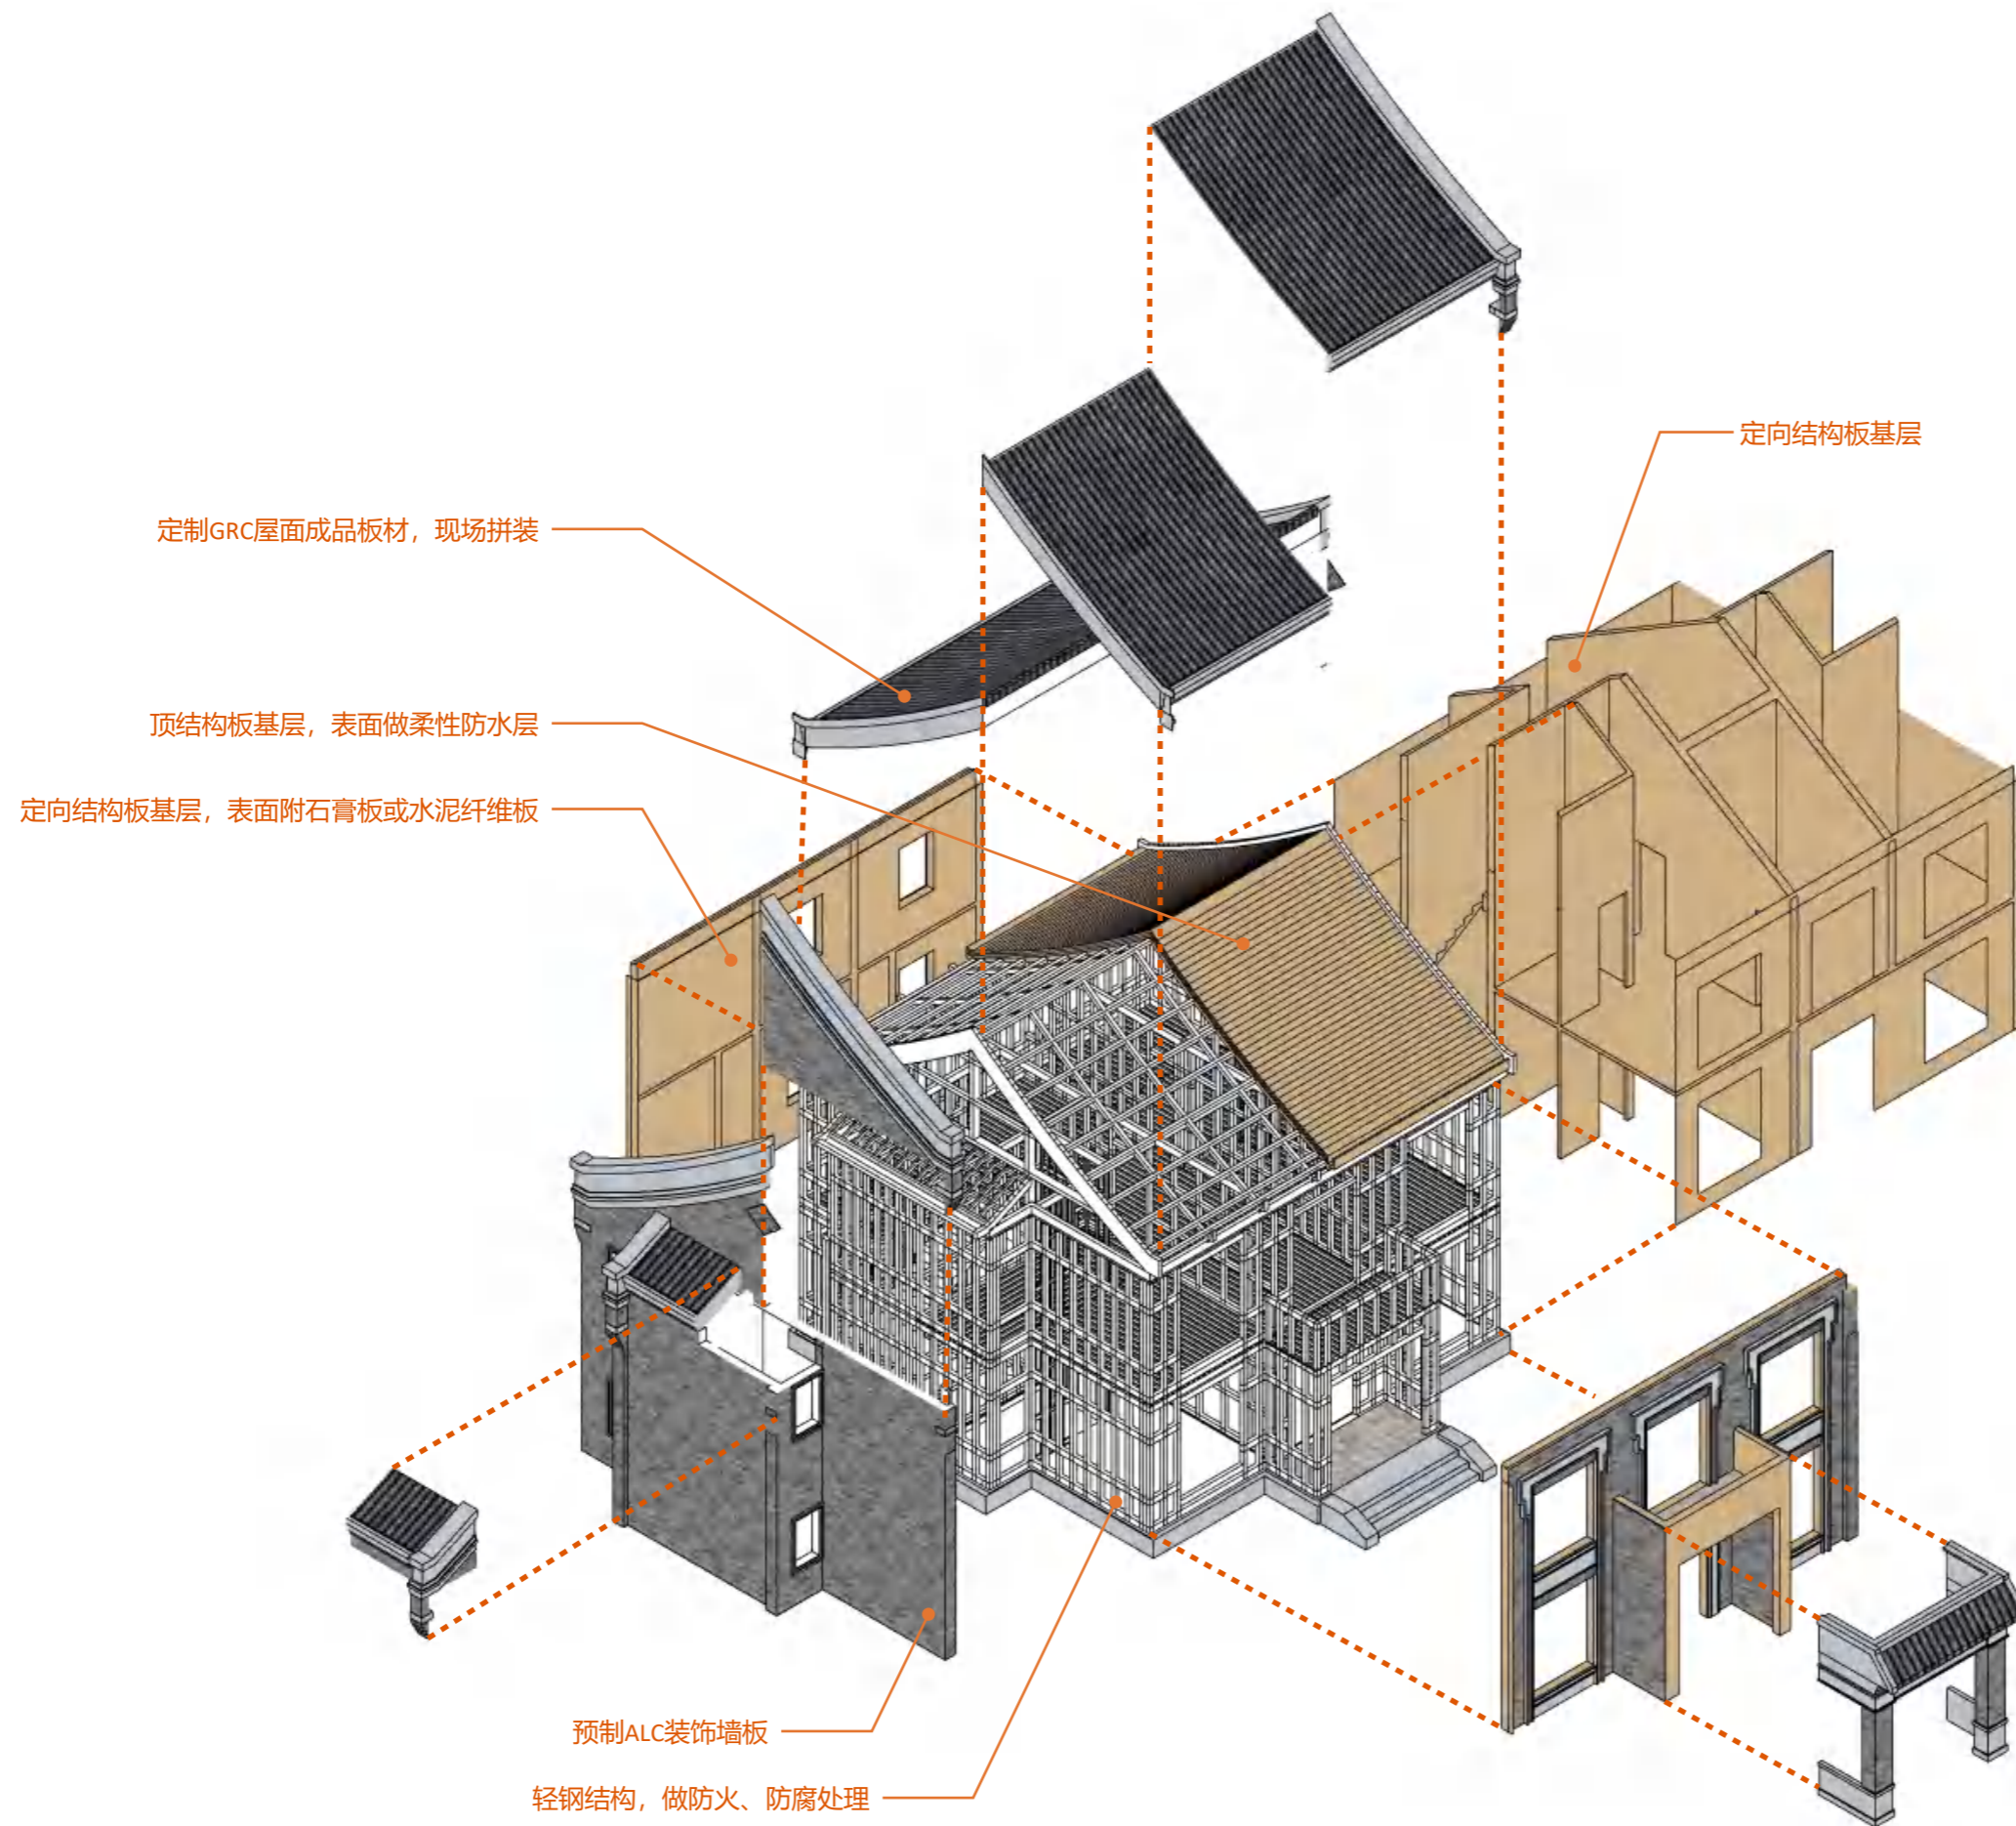 定向结构板基层
定制GRC屋面成品板材，现场拼装
顶结构板基层，表面做柔性防水层
定向结构板基层，表面附石膏板或水泥纤维板
预制ALC装饰墙板
轻钢结构，做防火、防腐处理